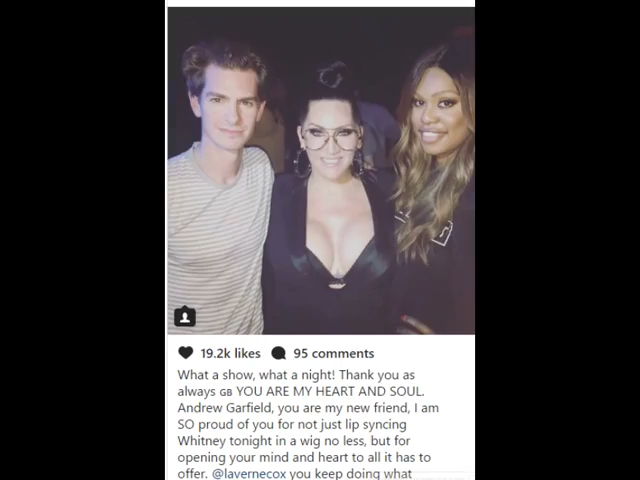 19.2k likes 95 comments
What a show, what a night! Thank you as
always GB YOU ARE MY HEART AND SOUL.
Andrew Garfield, you are my new friend, I am
SO proud of you for not just lip syncing
Whitney tonight in a wig no less, but for
opening your mind and heart to all it has to
offer. @lavernecox you keep doing what